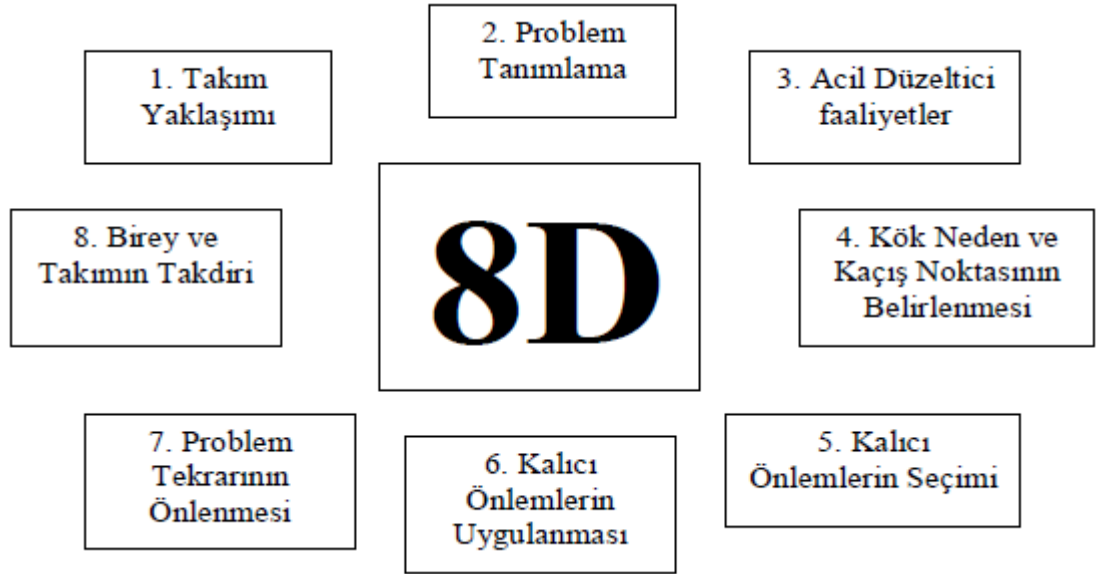 1. Takım
Yaklaşımı
2. Problem
Tanımlama
3. Acil Düzeltici
faaliyetler
8D
4. Kök Neden ve
Kaçış Noktasının
Belirlenmesi
5. Kalıcı
Önlemlerin Seçimi
6. Kalıcı
Önlemlerin
Uygulanması
7. Problem
Tekrarının
Önlenmesi
8. Birey ve
Takımın Takdiri